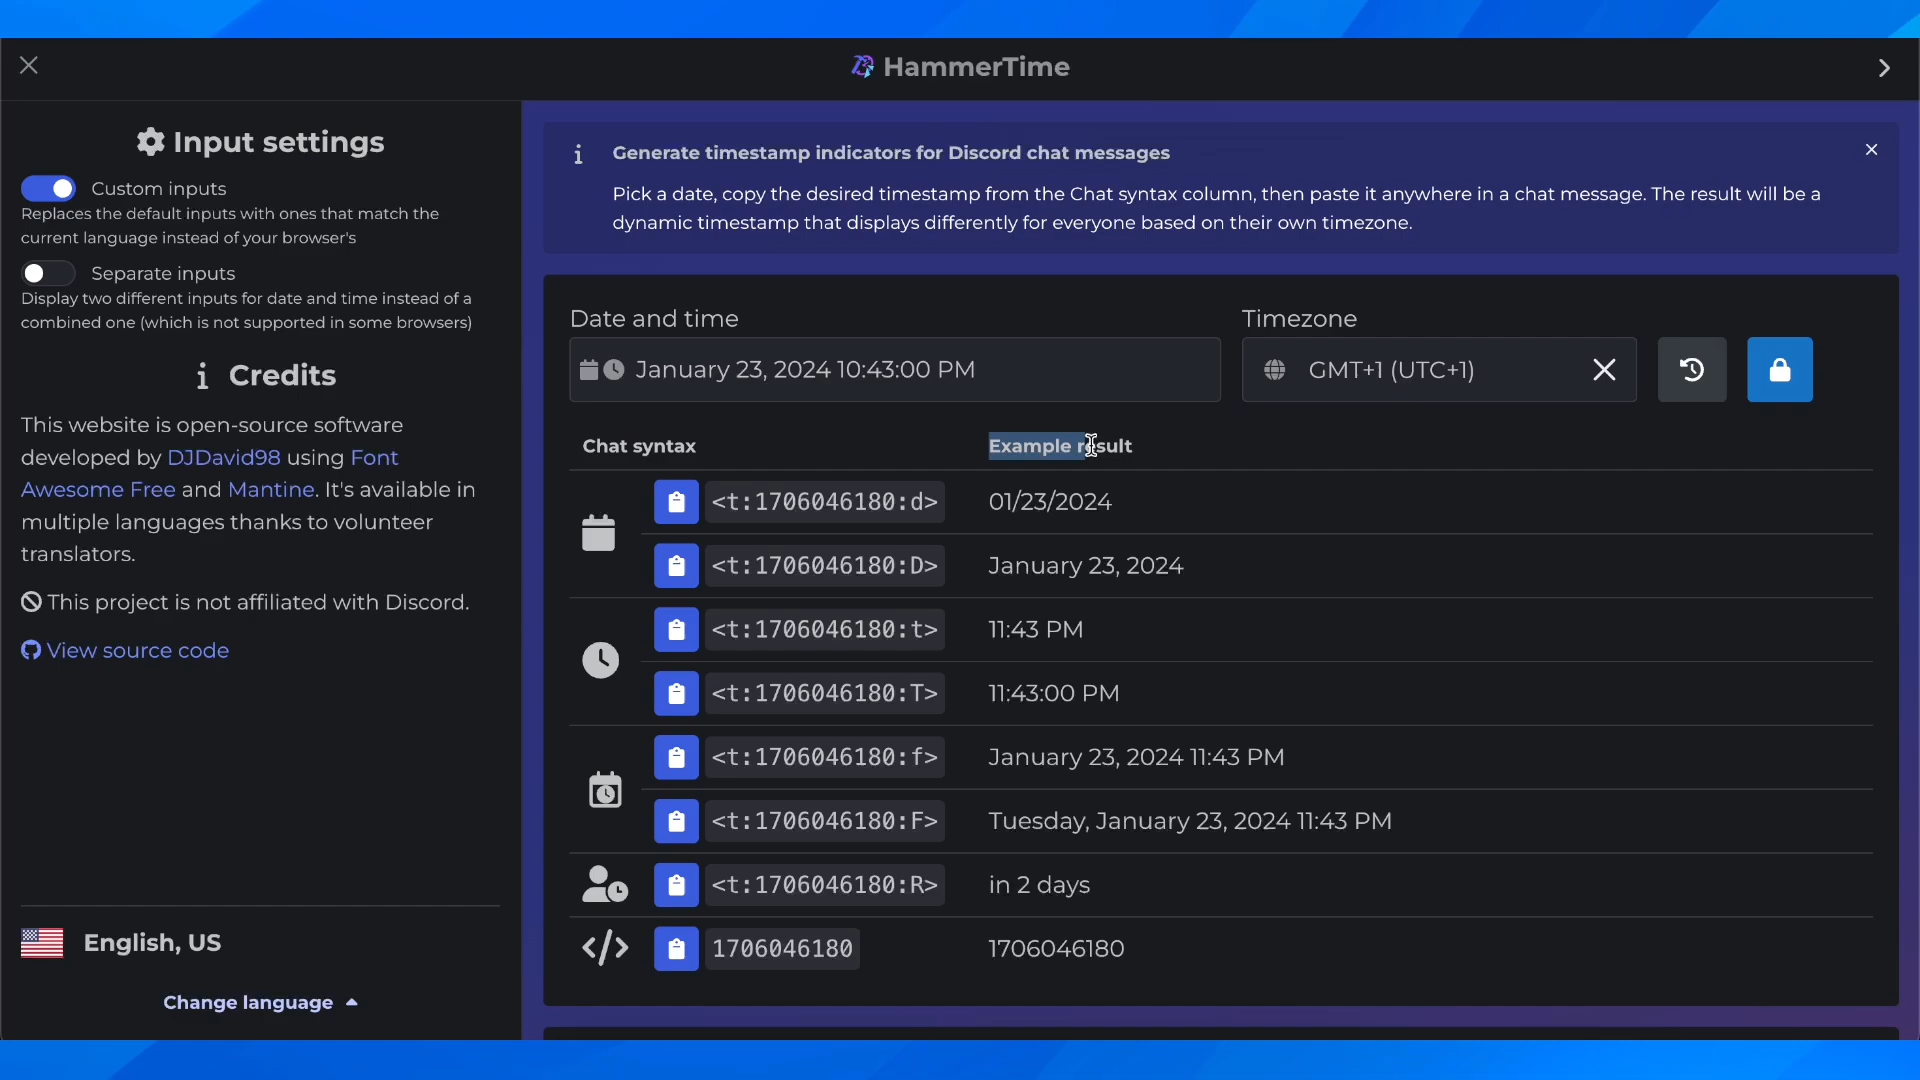 HammerTime
Input settings
Custom inputs
Replaces the default inputs with ones that match the
current language instead of your browser's
Separate inputs
Display two different inputs for date and time instead of a
combined one (which is not supported in some browsers)
Credits
This website is open-source software
developed by DJDavid98 using Font
Awesome Free and Mantine. It's available in
multiple languages thanks to volunteer
translators.
This project is not affiliated with Discord.
View source code
English, US
Change language
Generate timestamp indicators for Discord chat messages
Pick a date, copy the desired timestamp from the Chat syntax column, then paste it anywhere in a chat message. The result will be a
dynamic timestamp that displays differently for everyone based on their own timezone.
Date and time Timezone
January 23, 2024 10:43:00 PM GMT+1 (UTC+1)
Chat syntax Example result
<t:1706046180:d> 01/23/2024
<t:1706046180:D> January 23, 2024
<t:1706046180:t> 11:43 PM
<t:1706046180:T> 11:43:00 PM
<t:1706046180:f> January 23, 2024 11:43 PM
<t:1706046180:F> Tuesday, January 23, 2024 11:43 PM
<t:1706046180:R> in 2 days
1706046180 1706046180